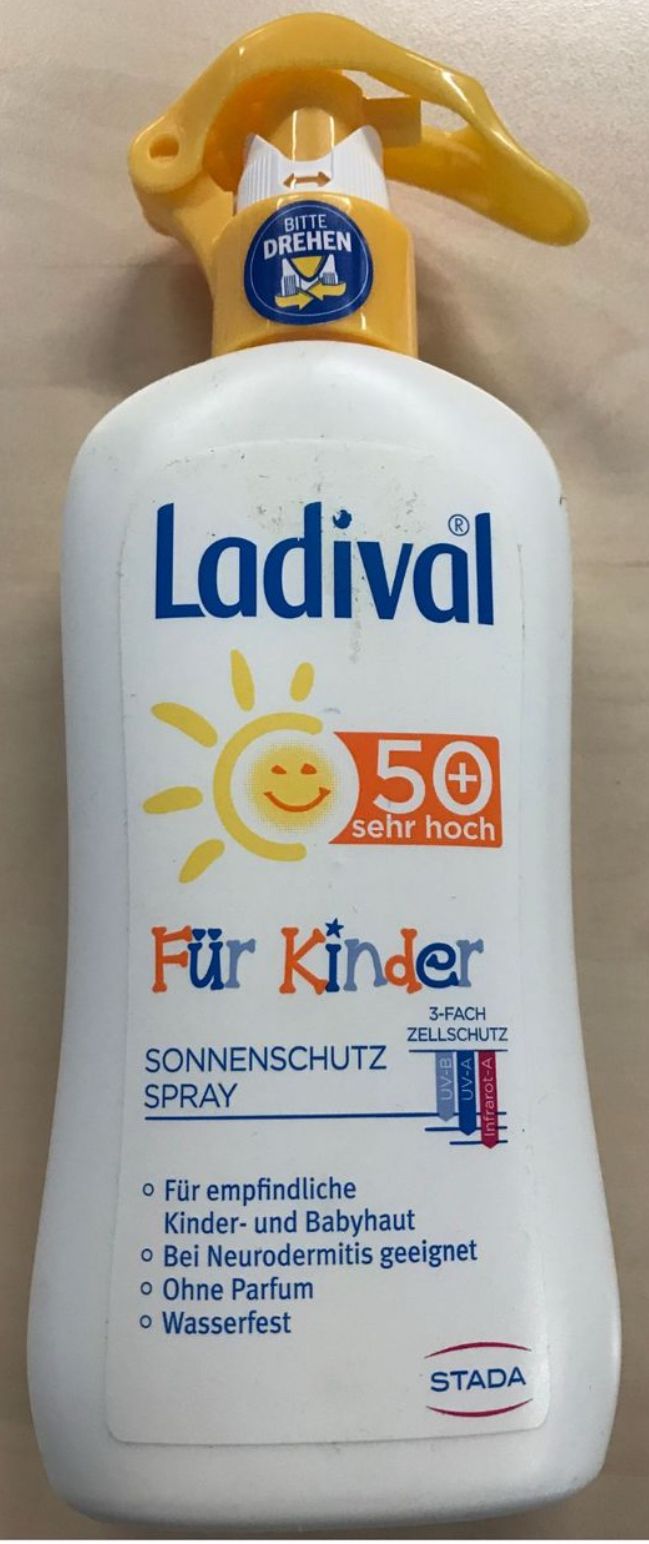 BITTE
DREHEN
Ladival®
50+
sehr hoch
Für Kinder
3-FACH
ZELLSCHUTZ
SONNENSCHUTZ
SPRAY
UV-B
UV-A
Infrarot-A
° Für empfindliche
Kinder- und Babyhaut
° Bei Neurodermitis geeignet
° Ohne Parfum
° Wasserfest
STADA